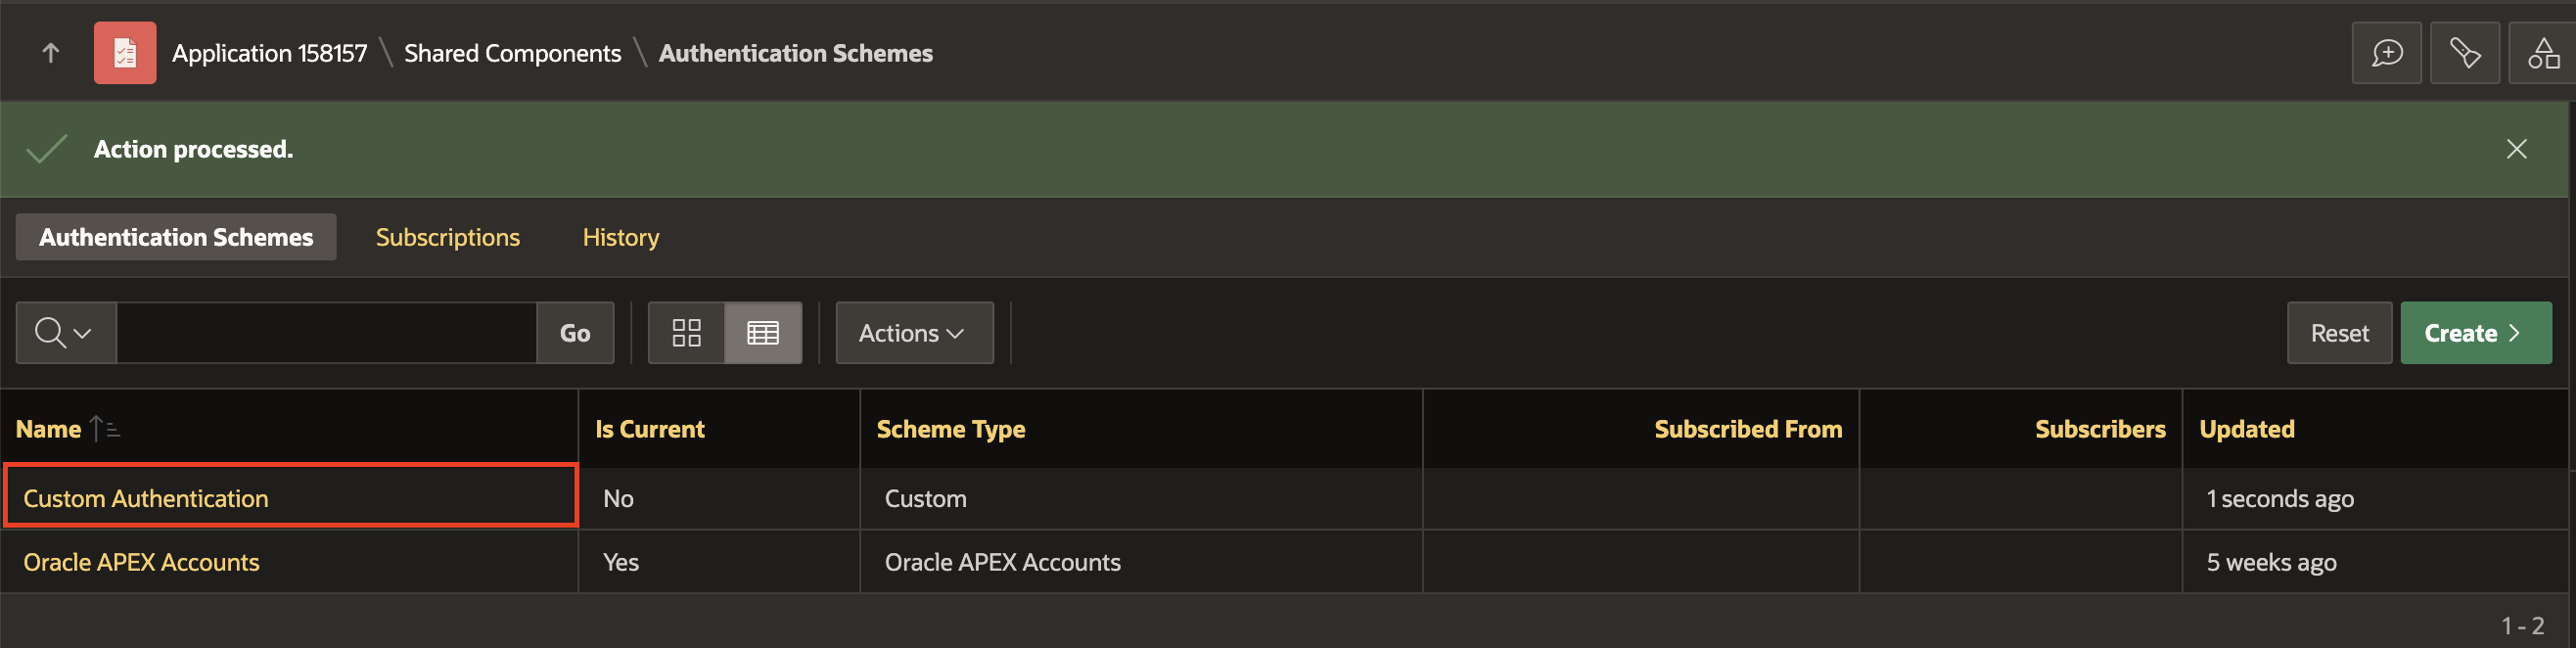 Application 158157 \ Shared Components \ Authentication Schemes
Action processed.
Authentication Schemes Subscriptions History
Go Actions Reset Create
Name Is Current Scheme Type Subscribed From Subscribers Updated
Custom Authentication No Custom 1 seconds ago
Oracle APEX Accounts Yes Oracle APEX Accounts 5 weeks ago
1 - 2